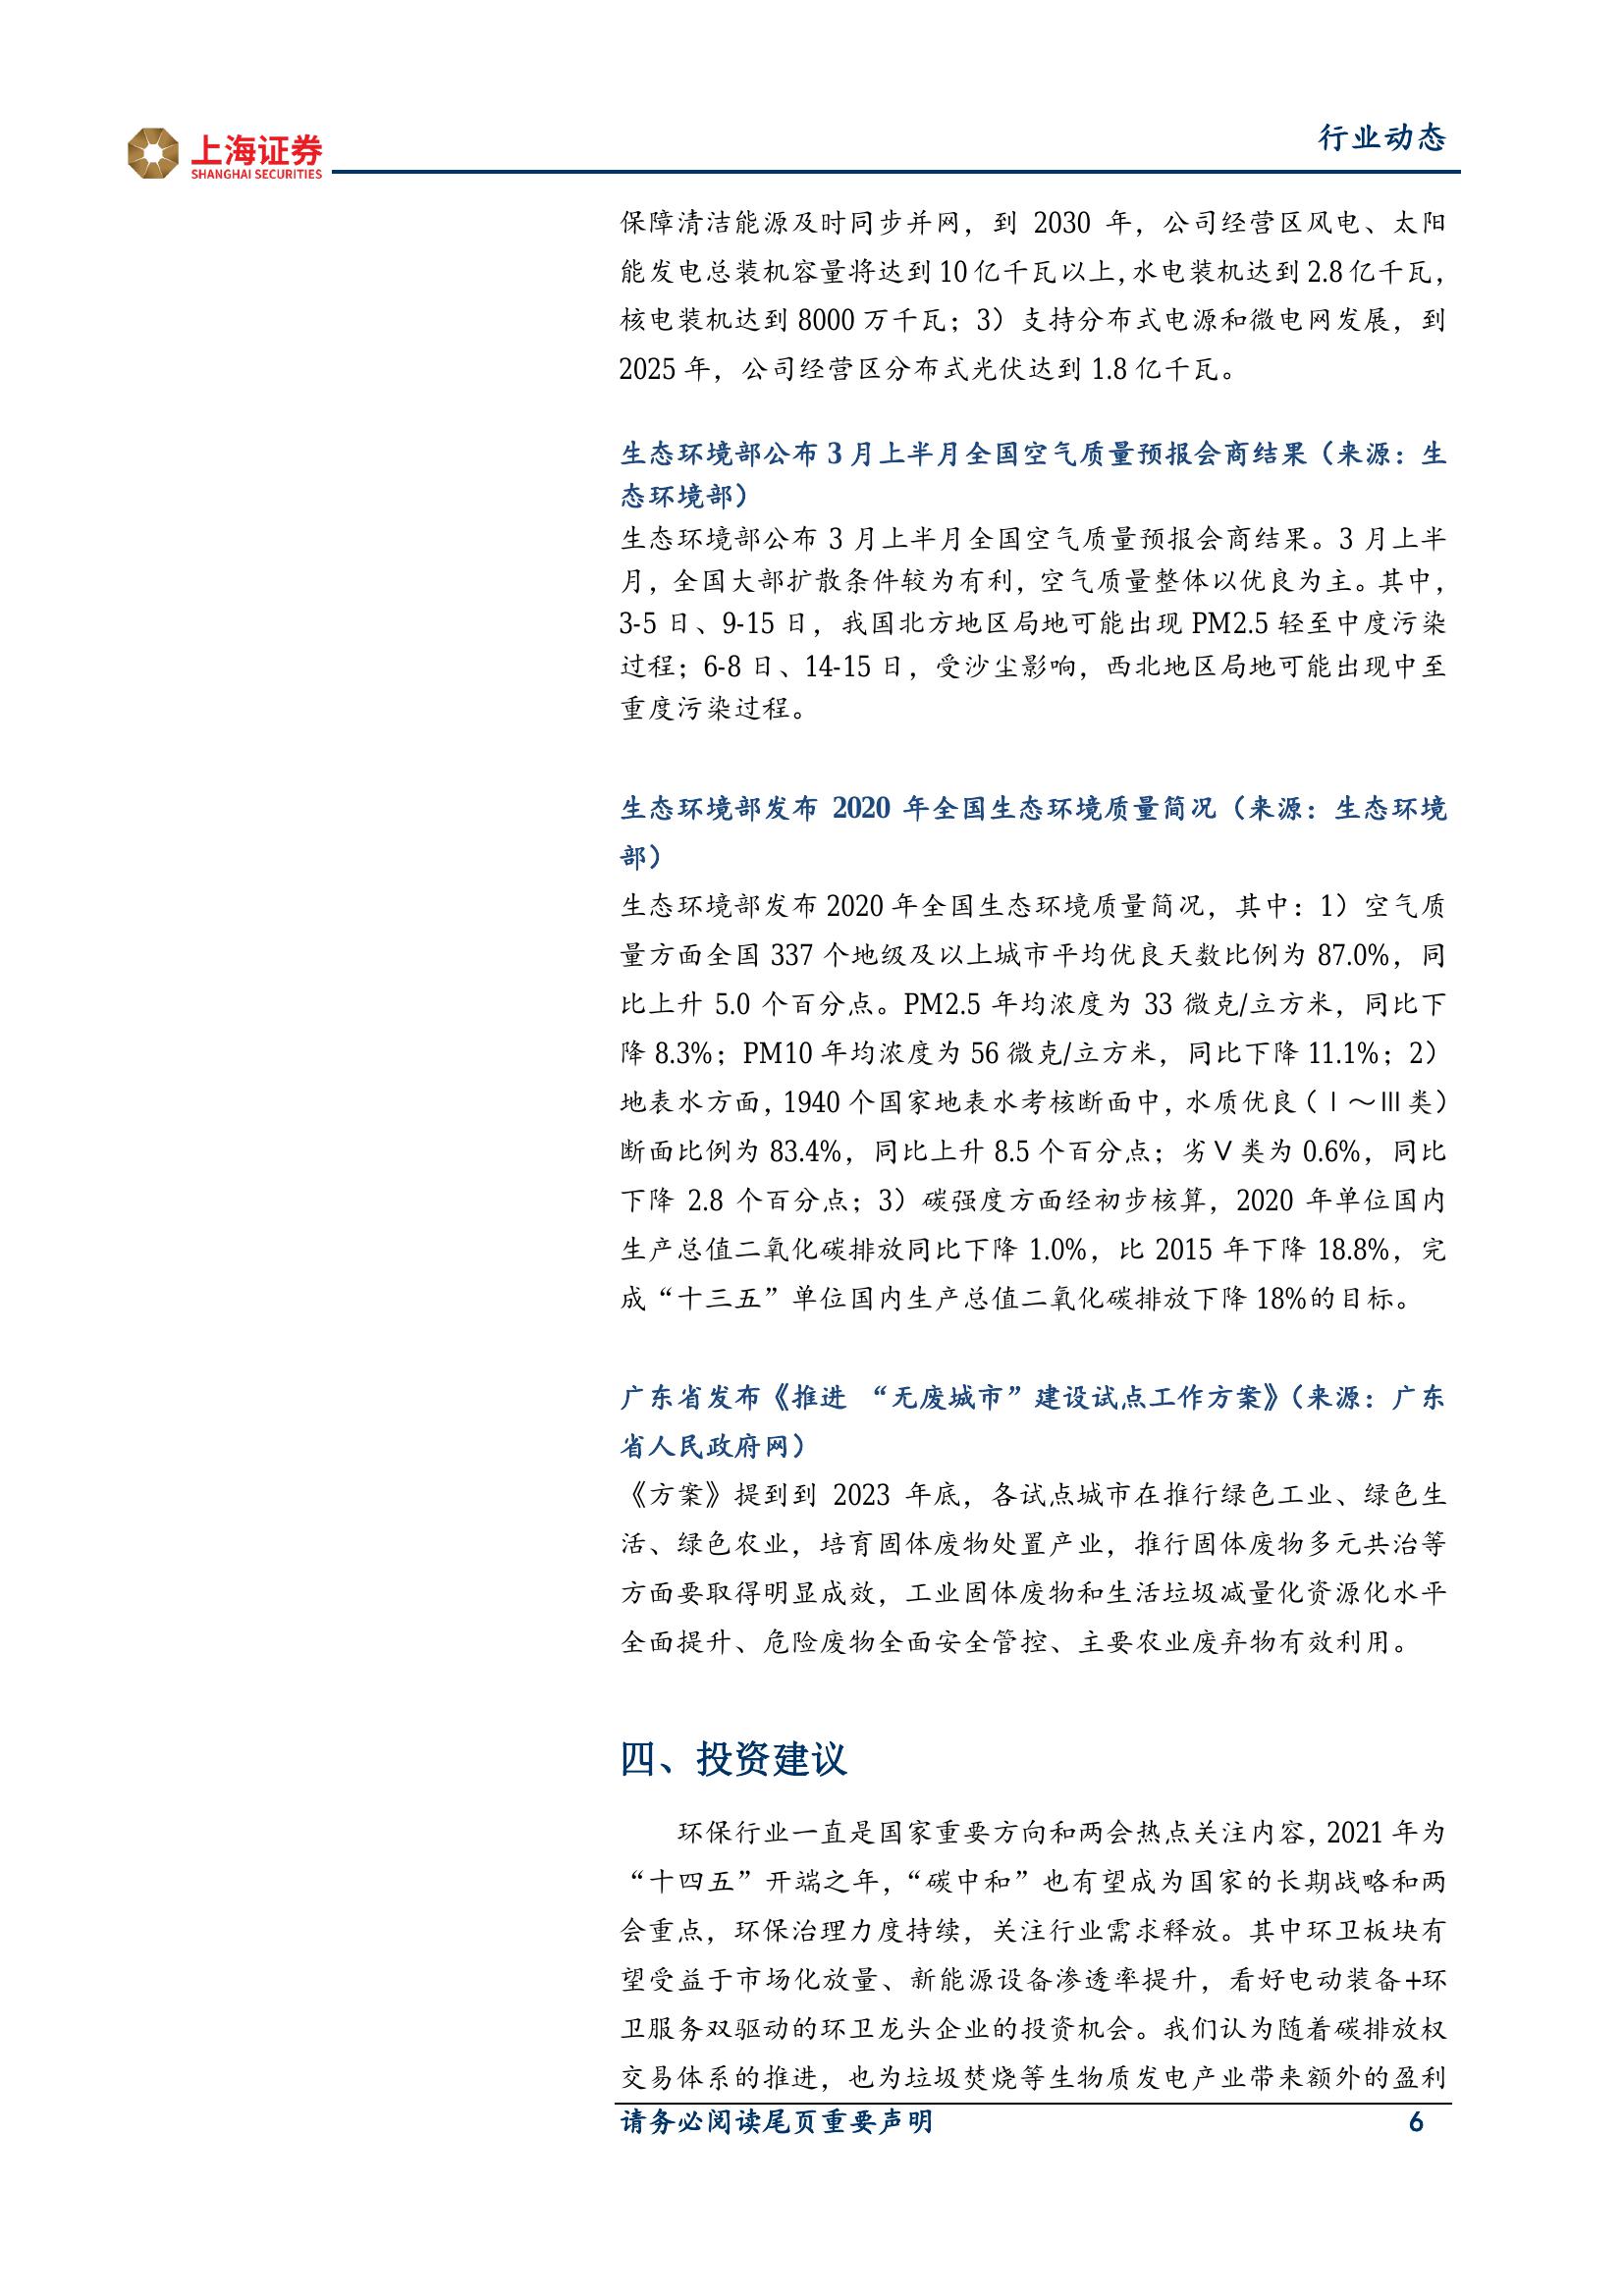 上海证券
SHANGHAI SECURITIES
行业动态
保障清洁能源及时同步并网，到 2030 年，公司经营区风电、太阳
能发电总装机容量将达到 10 亿千瓦以上，水电装机达到 2.8 亿千瓦，
核电装机达到 8000 万千瓦；3）支持分布式电源和微电网发展，到
2025 年，公司经营区分布式光伏达到 1.8 亿千瓦。
生态环境部公布 3 月上半月全国空气质量预报会商结果（来源：生
态环境部）
生态环境部公布 3 月上半月全国空气质量预报会商结果。3 月上半
月，全国大部扩散条件较为有利，空气质量整体以优良为主。其中，
3-5 日、9-15 日，我国北方地区局地可能出现 PM2.5 轻至中度污染
过程；6-8 日、14-15 日，受沙尘影响，西北地区局地可能出现中至
重度污染过程。
生态环境部发布 2020 年全国生态环境质量简况（来源：生态环境
部）
生态环境部发布 2020 年全国生态环境质量简况，其中：1）空气质
量方面全国 337 个地级及以上城市平均优良天数比例为 87.0%，同
比上升 5.0 个百分点。PM2.5 年均浓度为 33 微克/立方米，同比下
降 8.3%；PM10 年均浓度为 56 微克/立方米，同比下降 11.1%；2）
地表水方面，1940 个国家地表水考核断面中，水质优良（Ⅰ～Ⅲ类）
断面比例为 83.4%，同比上升 8.5 个百分点；劣Ⅴ类为 0.6%，同比
下降 2.8 个百分点；3）碳强度方面经初步核算，2020 年单位国内
生产总值二氧化碳排放同比下降 1.0%，比 2015 年下降 18.8%，完
成“十三五”单位国内生产总值二氧化碳排放下降 18%的目标。
广东省发布《推进 “无废城市”建设试点工作方案》（来源：广东
省人民政府网）
《方案》提到到 2023 年底，各试点城市在推行绿色工业、绿色生
活、绿色农业，培育固体废物处置产业，推行固体废物多元共治等
方面要取得明显成效，工业固体废物和生活垃圾减量化资源化水平
全面提升、危险废物全面安全管控、主要农业废弃物有效利用。
四、投资建议
环保行业一直是国家重要方向和两会热点关注内容，2021 年为
“十四五”开端之年，“碳中和”也有望成为国家的长期战略和两
会重点，环保治理力度持续，关注行业需求释放。其中环卫板块有
望受益于市场化放量、新能源设备渗透率提升，看好电动装备+环
卫服务双驱动的环卫龙头企业的投资机会。我们认为随着碳排放权
交易体系的推进，也为垃圾焚烧等生物质发电产业带来额外的盈利
请务必阅读尾页重要声明
6